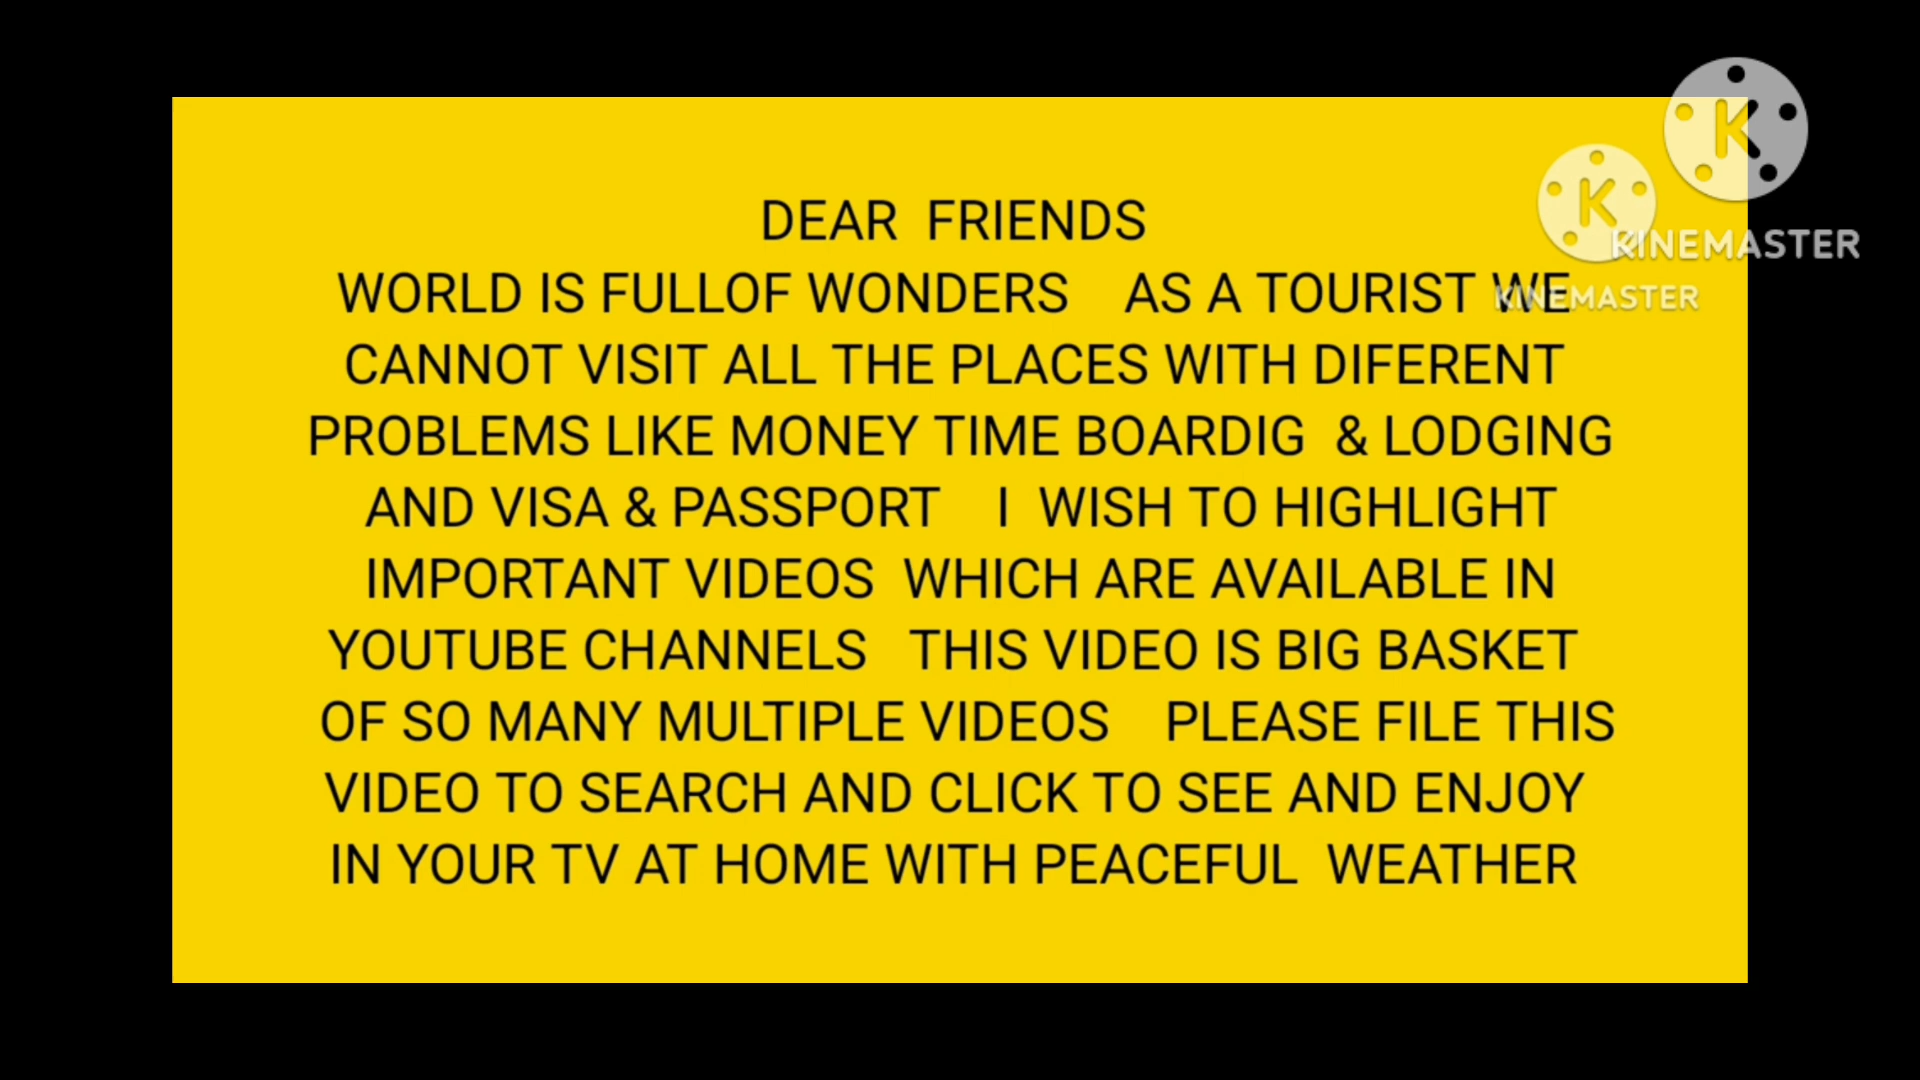 KINEMASTER
KINEMASTER
DEAR FRIENDS
WORLD IS FULLOF WONDERS AS A TOURIST WE
CANNOT VISIT ALL THE PLACES WITH DIFERENT
PROBLEMS LIKE MONEY TIME BOARDIG & LODGING
AND VISA & PASSPORT I WISH TO HIGHLIGHT
IMPORTANT VIDEOS WHICH ARE AVAILABLE IN
YOUTUBE CHANNELS THIS VIDEO IS BIG BASKET
OF SO MANY MULTIPLE VIDEOS PLEASE FILE THIS
VIDEO TO SEARCH AND CLICK TO SEE AND ENJOY
IN YOUR TV AT HOME WITH PEACEFUL WEATHER